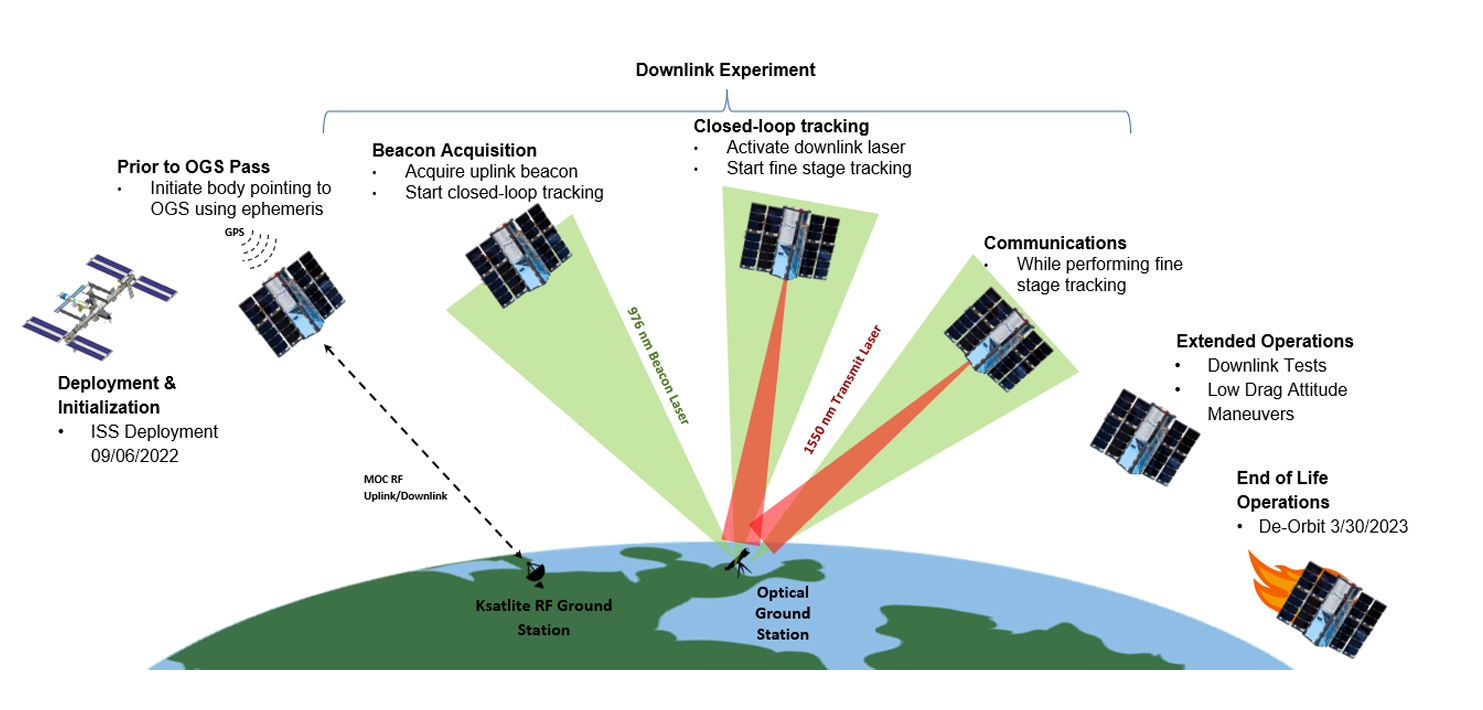 Downlink Experiment
Prior to OGS Pass
• Initiate body pointing to
OGS using ephemeris
GPS
Deployment &
Initialization
• ISS Deployment
09/06/2022
MOC RF
Uplink/Downlink
Beacon Acquisition
• Acquire uplink beacon
• Start closed-loop tracking
976 nm Beacon Laser
Closed-loop tracking
• Activate downlink laser
• Start fine stage tracking
1550 nm Transmit Laser
Communications
• While performing fine
stage tracking
Extended Operations
• Downlink Tests
• Low Drag Attitude
Maneuvers
End of Life
Operations
• De-Orbit 3/30/2023
Ksatlite RF Ground
Station
Optical
Ground
Station